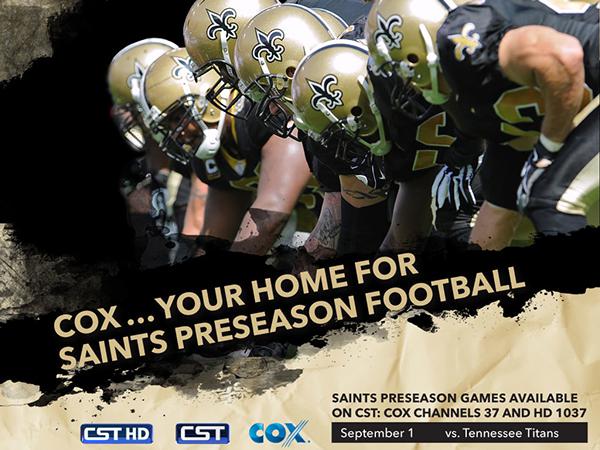 COX ... YOUR HOME FOR
SAINTS PRESEASON FOOTBALL
SAINTS PRESEASON GAMES AVAILABLE
ON CST: COX CHANNELS 37 AND HD 1037
September 1 vs. Tennessee Titans
CST HD CST COX